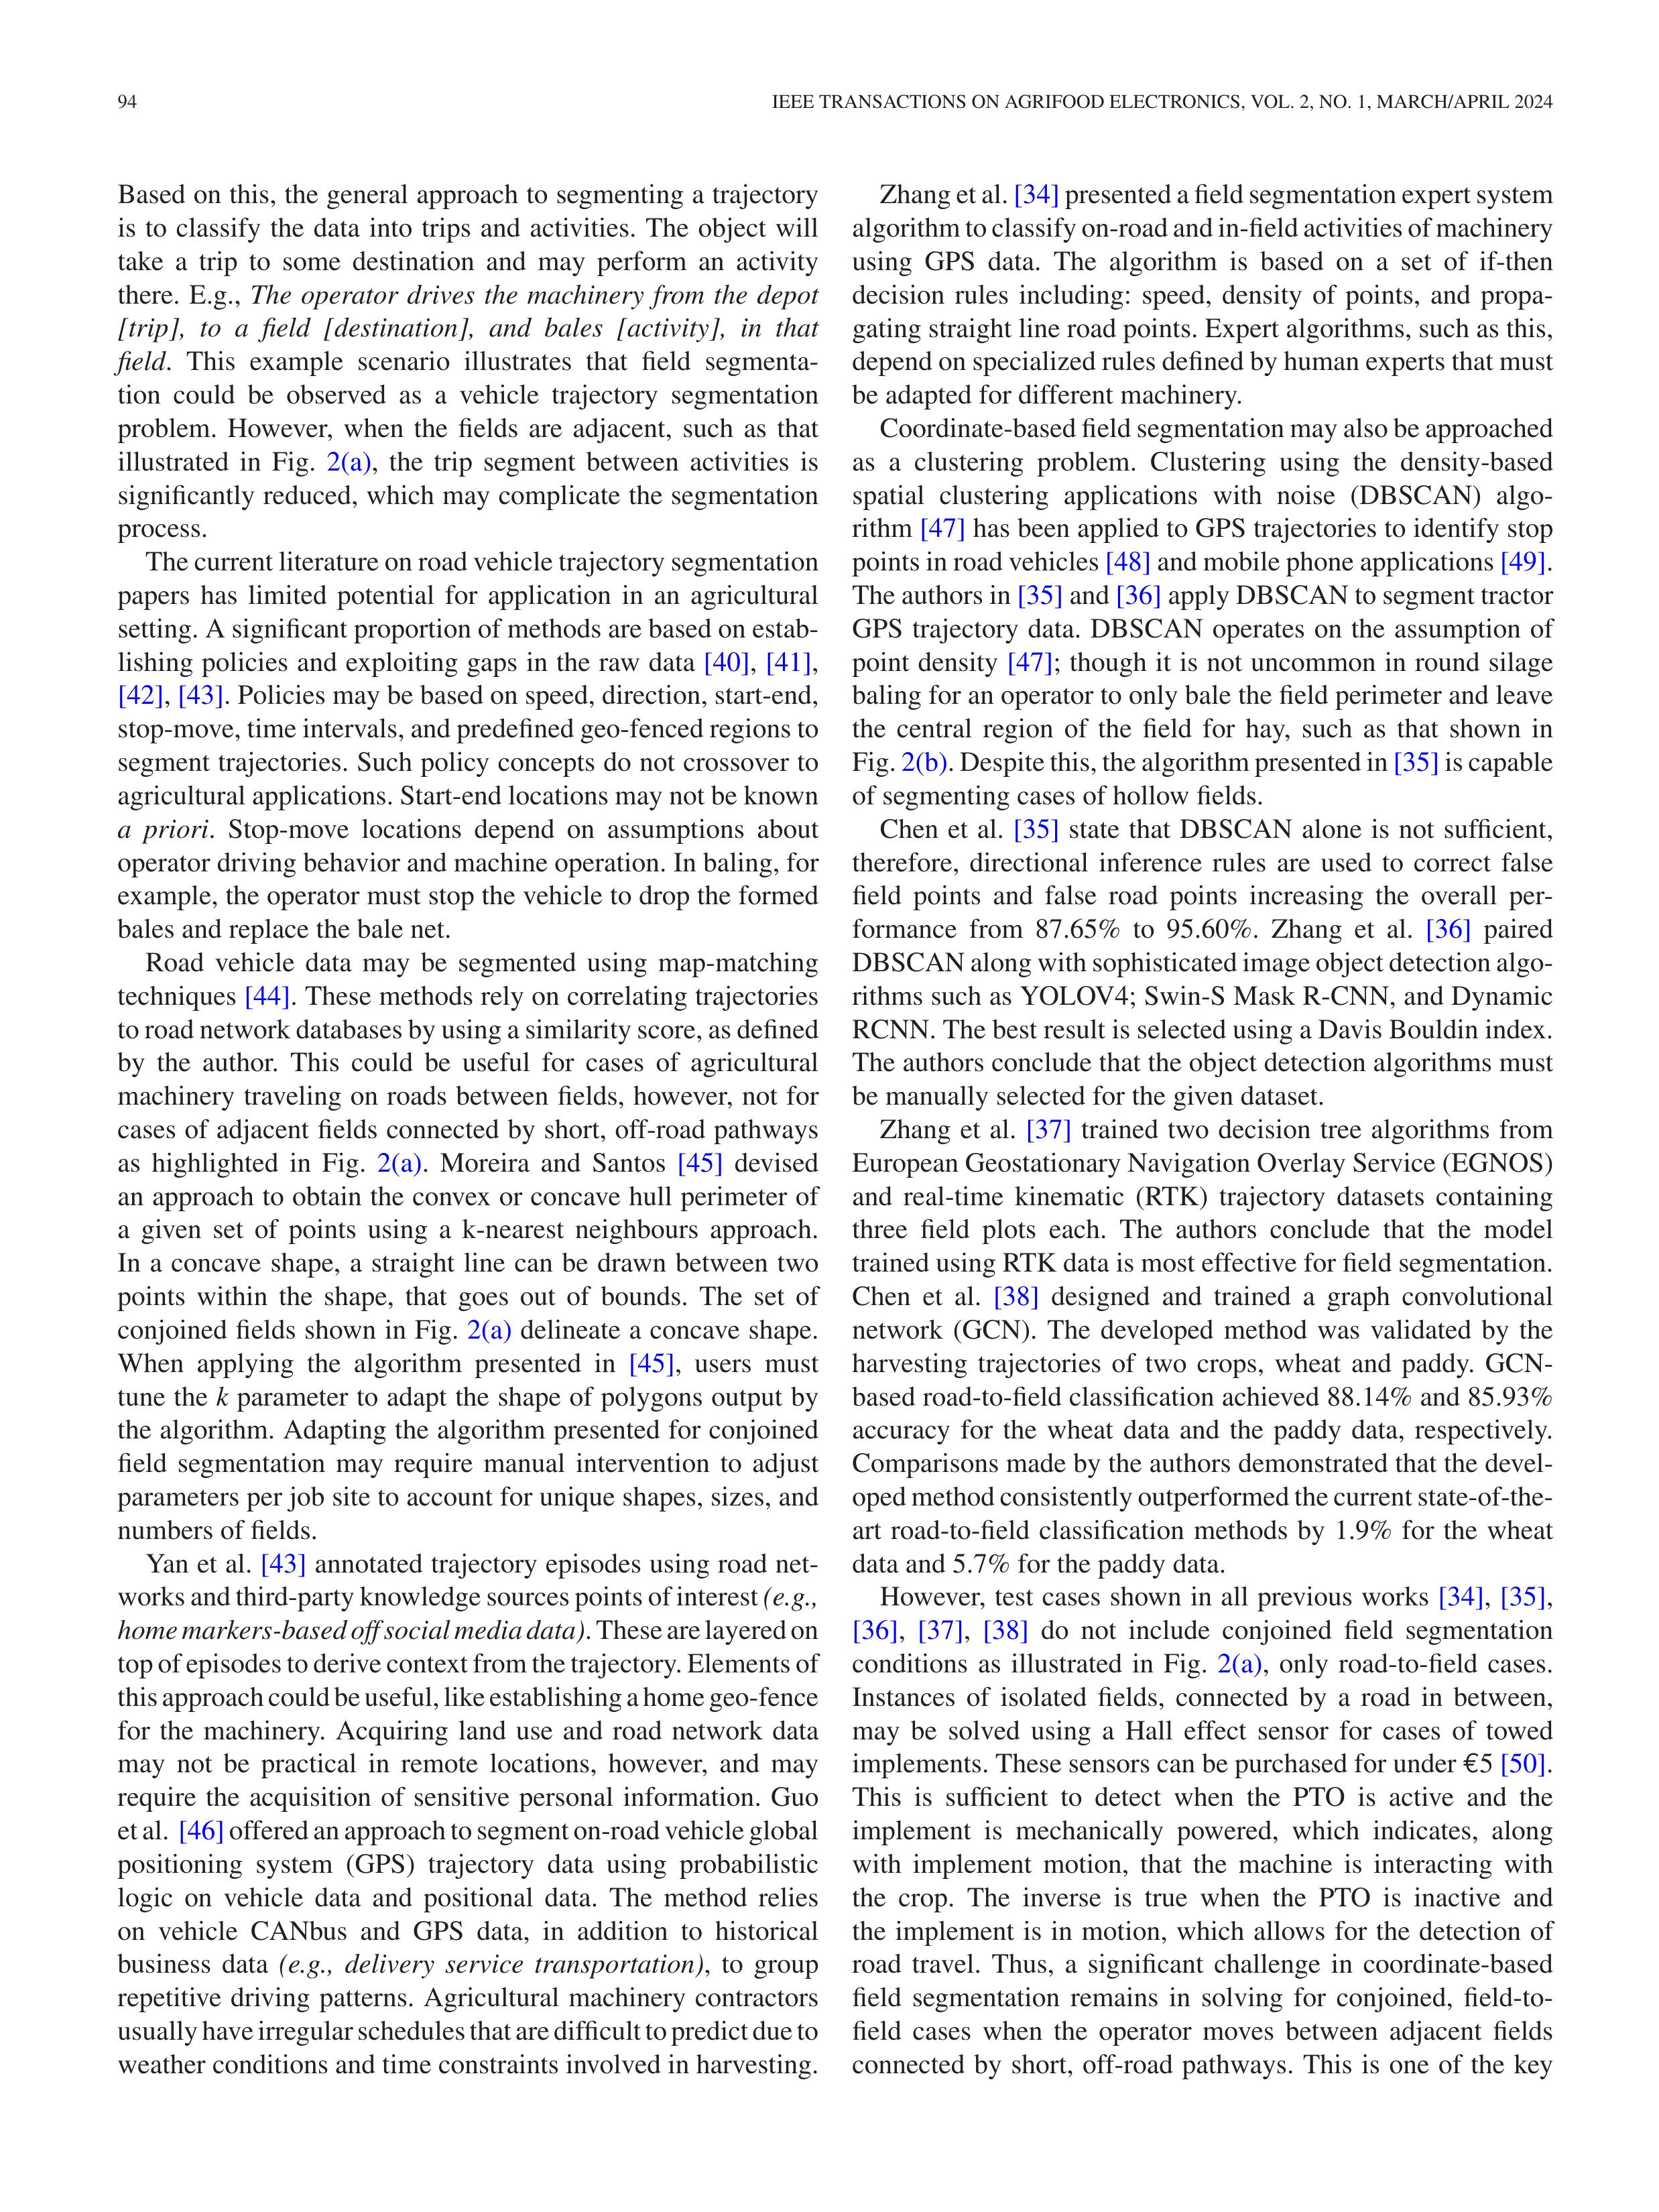 94
IEEE TRANSACTIONS ON AGRIFOOD ELECTRONICS, VOL. 2, NO. 1, MARCH/APRIL 2024
Based on this, the general approach to segmenting a trajectory
is to classify the data into trips and activities. The object will
take a trip to some destination and may perform an activity
there. E.g., The operator drives the machinery from the depot
[trip], to a field [destination], and bales [activity], in that
field. This example scenario illustrates that field segmenta-
tion could be observed as a vehicle trajectory segmentation
problem. However, when the fields are adjacent, such as that
illustrated in Fig. 2(a), the trip segment between activities is
significantly reduced, which may complicate the segmentation
process.
The current literature on road vehicle trajectory segmentation
papers has limited potential for application in an agricultural
setting. A significant proportion of methods are based on estab-
lishing policies and exploiting gaps in the raw data [40], [41],
[42], [43]. Policies may be based on speed, direction, start-end,
stop-move, time intervals, and predefined geo-fenced regions to
segment trajectories. Such policy concepts do not crossover to
agricultural applications. Start-end locations may not be known
a priori. Stop-move locations depend on assumptions about
operator driving behavior and machine operation. In baling, for
example, the operator must stop the vehicle to drop the formed
bales and replace the bale net.
Road vehicle data may be segmented using map-matching
techniques [44]. These methods rely on correlating trajectories
to road network databases by using a similarity score, as defined
by the author. This could be useful for cases of agricultural
machinery traveling on roads between fields, however, not for
cases of adjacent fields connected by short, off-road pathways
as highlighted in Fig. 2(a). Moreira and Santos [45] devised
an approach to obtain the convex or concave hull perimeter of
a given set of points using a k-nearest neighbours approach.
In a concave shape, a straight line can be drawn between two
points within the shape, that goes out of bounds. The set of
conjoined fields shown in Fig. 2(a) delineate a concave shape.
When applying the algorithm presented in [45], users must
tune the k parameter to adapt the shape of polygons output by
the algorithm. Adapting the algorithm presented for conjoined
field segmentation may require manual intervention to adjust
parameters per job site to account for unique shapes, sizes, and
numbers of fields.
Yan et al. [43] annotated trajectory episodes using road net-
works and third-party knowledge sources points of interest (e.g.,
home markers-based off social media data). These are layered on
top of episodes to derive context from the trajectory. Elements of
this approach could be useful, like establishing a home geo-fence
for the machinery. Acquiring land use and road network data
may not be practical in remote locations, however, and may
require the acquisition of sensitive personal information. Guo
et al. [46] offered an approach to segment on-road vehicle global
positioning system (GPS) trajectory data using probabilistic
logic on vehicle data and positional data. The method relies
on vehicle CANbus and GPS data, in addition to historical
business data (e.g., delivery service transportation), to group
repetitive driving patterns. Agricultural machinery contractors
usually have irregular schedules that are difficult to predict due to
weather conditions and time constraints involved in harvesting.
Zhang et al. [34] presented a field segmentation expert system
algorithm to classify on-road and in-field activities of machinery
using GPS data. The algorithm is based on a set of if-then
decision rules including: speed, density of points, and propa-
gating straight line road points. Expert algorithms, such as this,
depend on specialized rules defined by human experts that must
be adapted for different machinery.
Coordinate-based field segmentation may also be approached
as a clustering problem. Clustering using the density-based
spatial clustering applications with noise (DBSCAN) algo-
rithm [47] has been applied to GPS trajectories to identify stop
points in road vehicles [48] and mobile phone applications [49].
The authors in [35] and [36] apply DBSCAN to segment tractor
GPS trajectory data. DBSCAN operates on the assumption of
point density [47]; though it is not uncommon in round silage
baling for an operator to only bale the field perimeter and leave
the central region of the field for hay, such as that shown in
Fig. 2(b). Despite this, the algorithm presented in [35] is capable
of segmenting cases of hollow fields.
Chen et al. [35] state that DBSCAN alone is not sufficient,
therefore, directional inference rules are used to correct false
field points and false road points increasing the overall per-
formance from 87.65% to 95.60%. Zhang et al. [36] paired
DBSCAN along with sophisticated image object detection algo-
rithms such as YOLOV4; Swin-S Mask R-CNN, and Dynamic
RCNN. The best result is selected using a Davis Bouldin index.
The authors conclude that the object detection algorithms must
be manually selected for the given dataset.
Zhang et al. [37] trained two decision tree algorithms from
European Geostationary Navigation Overlay Service (EGNOS)
and real-time kinematic (RTK) trajectory datasets containing
three field plots each. The authors conclude that the model
trained using RTK data is most effective for field segmentation.
Chen et al. [38] designed and trained a graph convolutional
network (GCN). The developed method was validated by the
harvesting trajectories of two crops, wheat and paddy. GCN-
based road-to-field classification achieved 88.14% and 85.93%
accuracy for the wheat data and the paddy data, respectively.
Comparisons made by the authors demonstrated that the devel-
oped method consistently outperformed the current state-of-the-
art road-to-field classification methods by 1.9% for the wheat
data and 5.7% for the paddy data.
However, test cases shown in all previous works [34], [35],
[36], [37], [38] do not include conjoined field segmentation
conditions as illustrated in Fig. 2(a), only road-to-field cases.
Instances of isolated fields, connected by a road in between,
may be solved using a Hall effect sensor for cases of towed
implements. These sensors can be purchased for under €5 [50].
This is sufficient to detect when the PTO is active and the
implement is mechanically powered, which indicates, along
with implement motion, that the machine is interacting with
the crop. The inverse is true when the PTO is inactive and
the implement is in motion, which allows for the detection of
road travel. Thus, a significant challenge in coordinate-based
field segmentation remains in solving for conjoined, field-to-
field cases when the operator moves between adjacent fields
connected by short, off-road pathways. This is one of the key